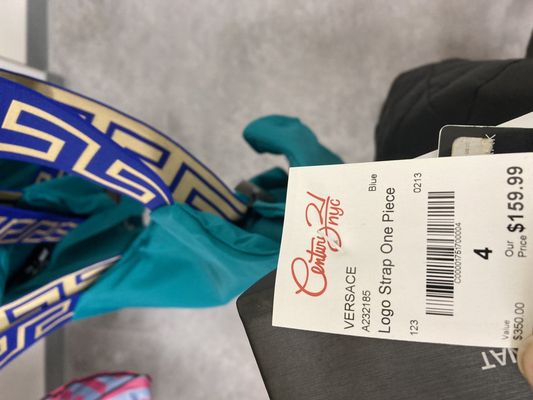 Century 21
nyc
VERSACE
A232185 Blue
Logo Strap One Piece
123 0213
C0000761700004
4
Value Our
$350.00 Price $159.99